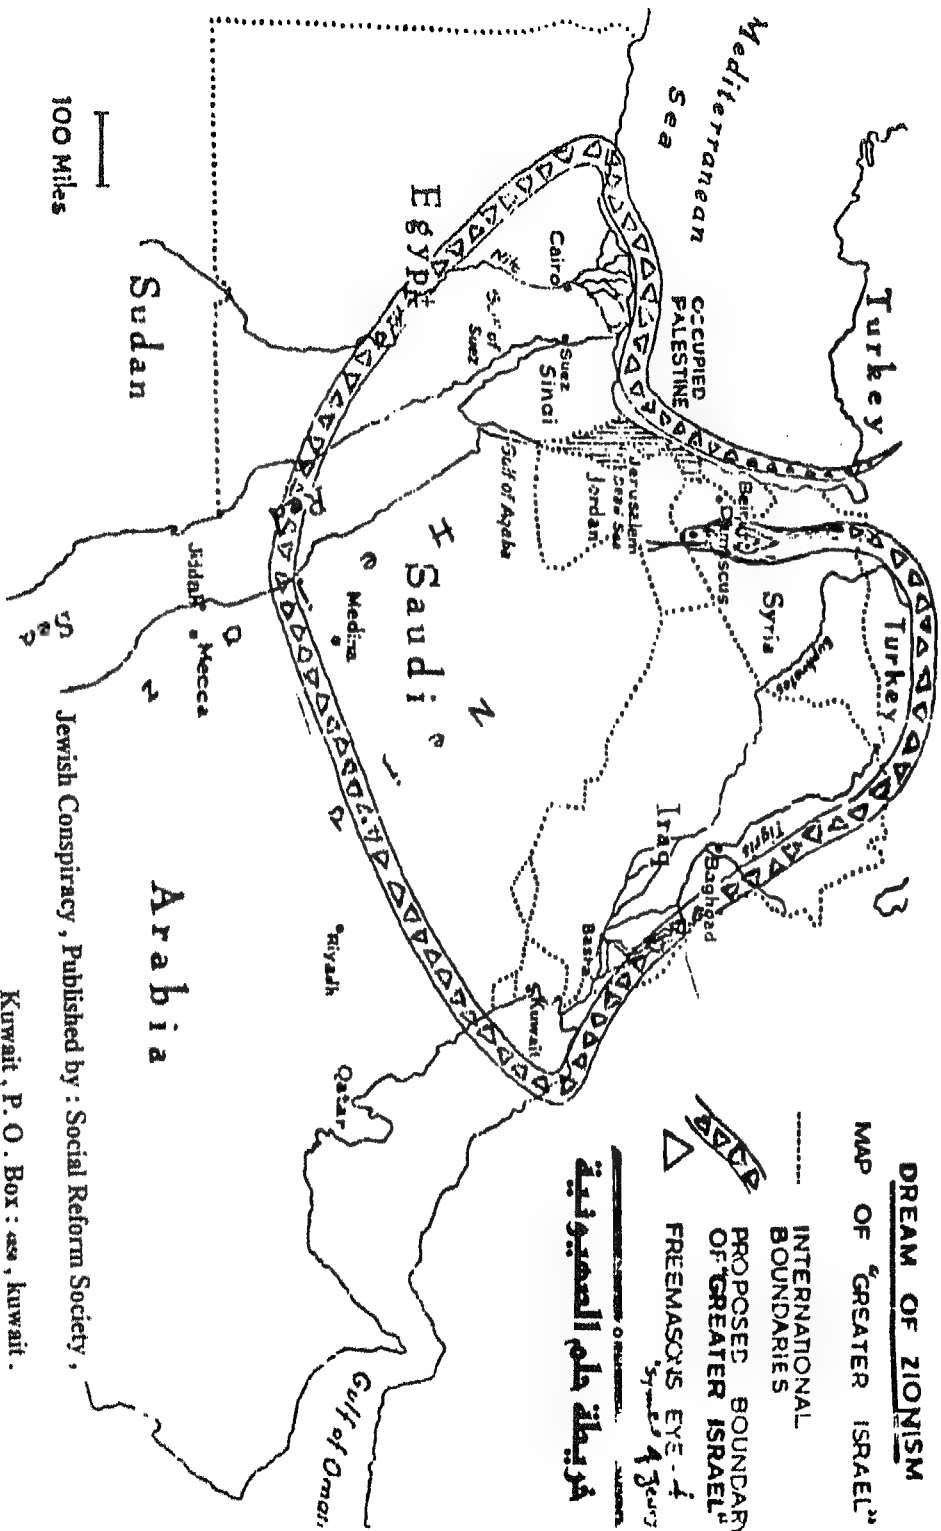 DREAM OF ZIONISM
MAP OF "GREATER ISRAEL"
INTERNATIONAL
BOUNDARIES
PROPOSED BOUNDARY
OF "GREATER ISRAEL"
FREEMASONS EYE -
خريطة حلم الصهيونية
Mediterranean
Sea
Turkey
Turkey
OCCUPIED
PALESTINE
Beirut
Damascus
Syria
Euphrates
Tigris
Iraq
Baghdad
Basra
Kuwait
Jerusalem
Dead Sea
Jordan
Cairo
Nile
Suez
Sinai
Gulf of
Suez
Gulf of Aqaba
Egypt
Saudi
Arabia
Medina
Jiddah
Mecca
Riyadh
Qatar
Gulf of Oman
Sudan
100 Miles
Jewish Conspiracy , Published by : Social Reform Society ,
Kuwait , P. O . Box : , kuwait .